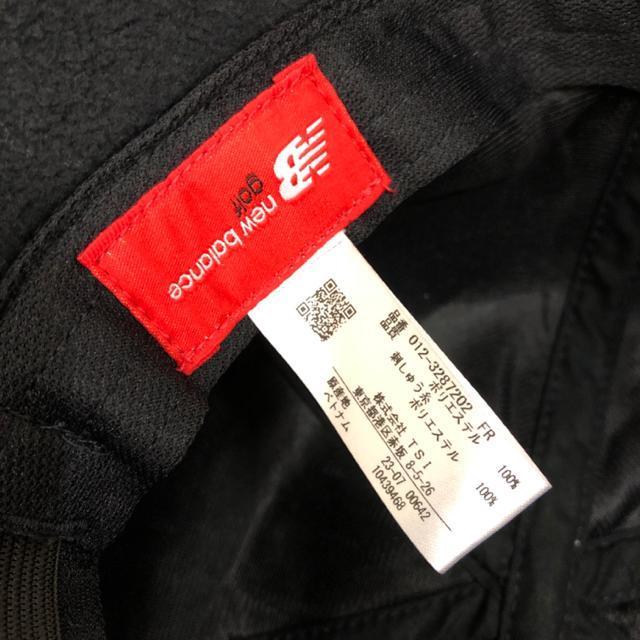 new balance
golf
品番 012-3287202 FR
品質 ポリエステル 100%
刺しゅう糸
ポリエステル 100%
株式会社 TSI
東京都港区赤坂 8-5-26
原産地 23-07 00642
ベトナム 10439468